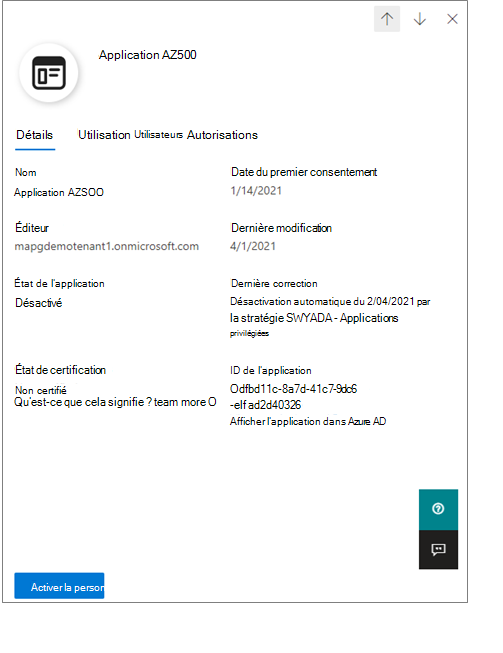 Application AZ500
Détails Utilisation Utilisateurs Autorisations
Nom
Application AZSOO
Date du premier consentement
1/14/2021
Éditeur
mapgdemotenant1.onmicrosoft.com
Dernière modification
4/1/2021
État de l'application
Désactivé
Dernière correction
Désactivation automatique du 2/04/2021 par
la stratégie SWYADA - Applications
privilégiées
État de certification
Non certifié
Qu'est-ce que cela signifie ? team more O
ID de l'application
Odfbd11c-8a7d-41c7-9dc6
-elf ad2d40326
Afficher l'application dans Azure AD
Activer la person